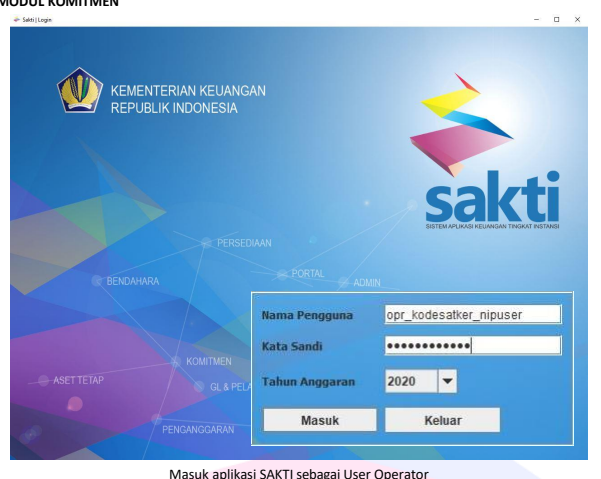 MODUL KOMITMEN
Sakti | Login
KEMENTERIAN KEUANGAN
REPUBLIK INDONESIA
sakti
SISTEM APLIKASI KEUANGAN TINGKAT INSTANSI
PERSEDIAAN
PORTAL
BENDAHARA
ADMIN
Nama Pengguna opr_kodesatker_nipuser
Kata Sandi ••••••••••••
KOMITMEN
ASET TETAP
GL & PELA
Tahun Anggaran 2020
Masuk Keluar
PENGANGGARAN
Masuk aplikasi SAKTI sebagai User Operator